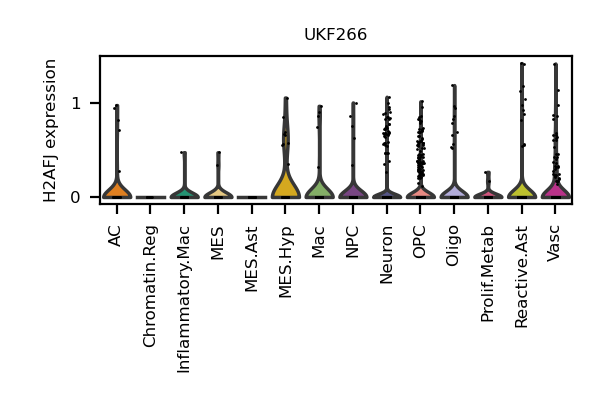 UKF266
H2AFJ expression
1
0
AC
Chromatin.Reg
Inflammatory.Mac
MES
MES.Ast
MES.Hyp
Mac
NPC
Neuron
OPC
Oligo
Prolif.Metab
Reactive.Ast
Vasc